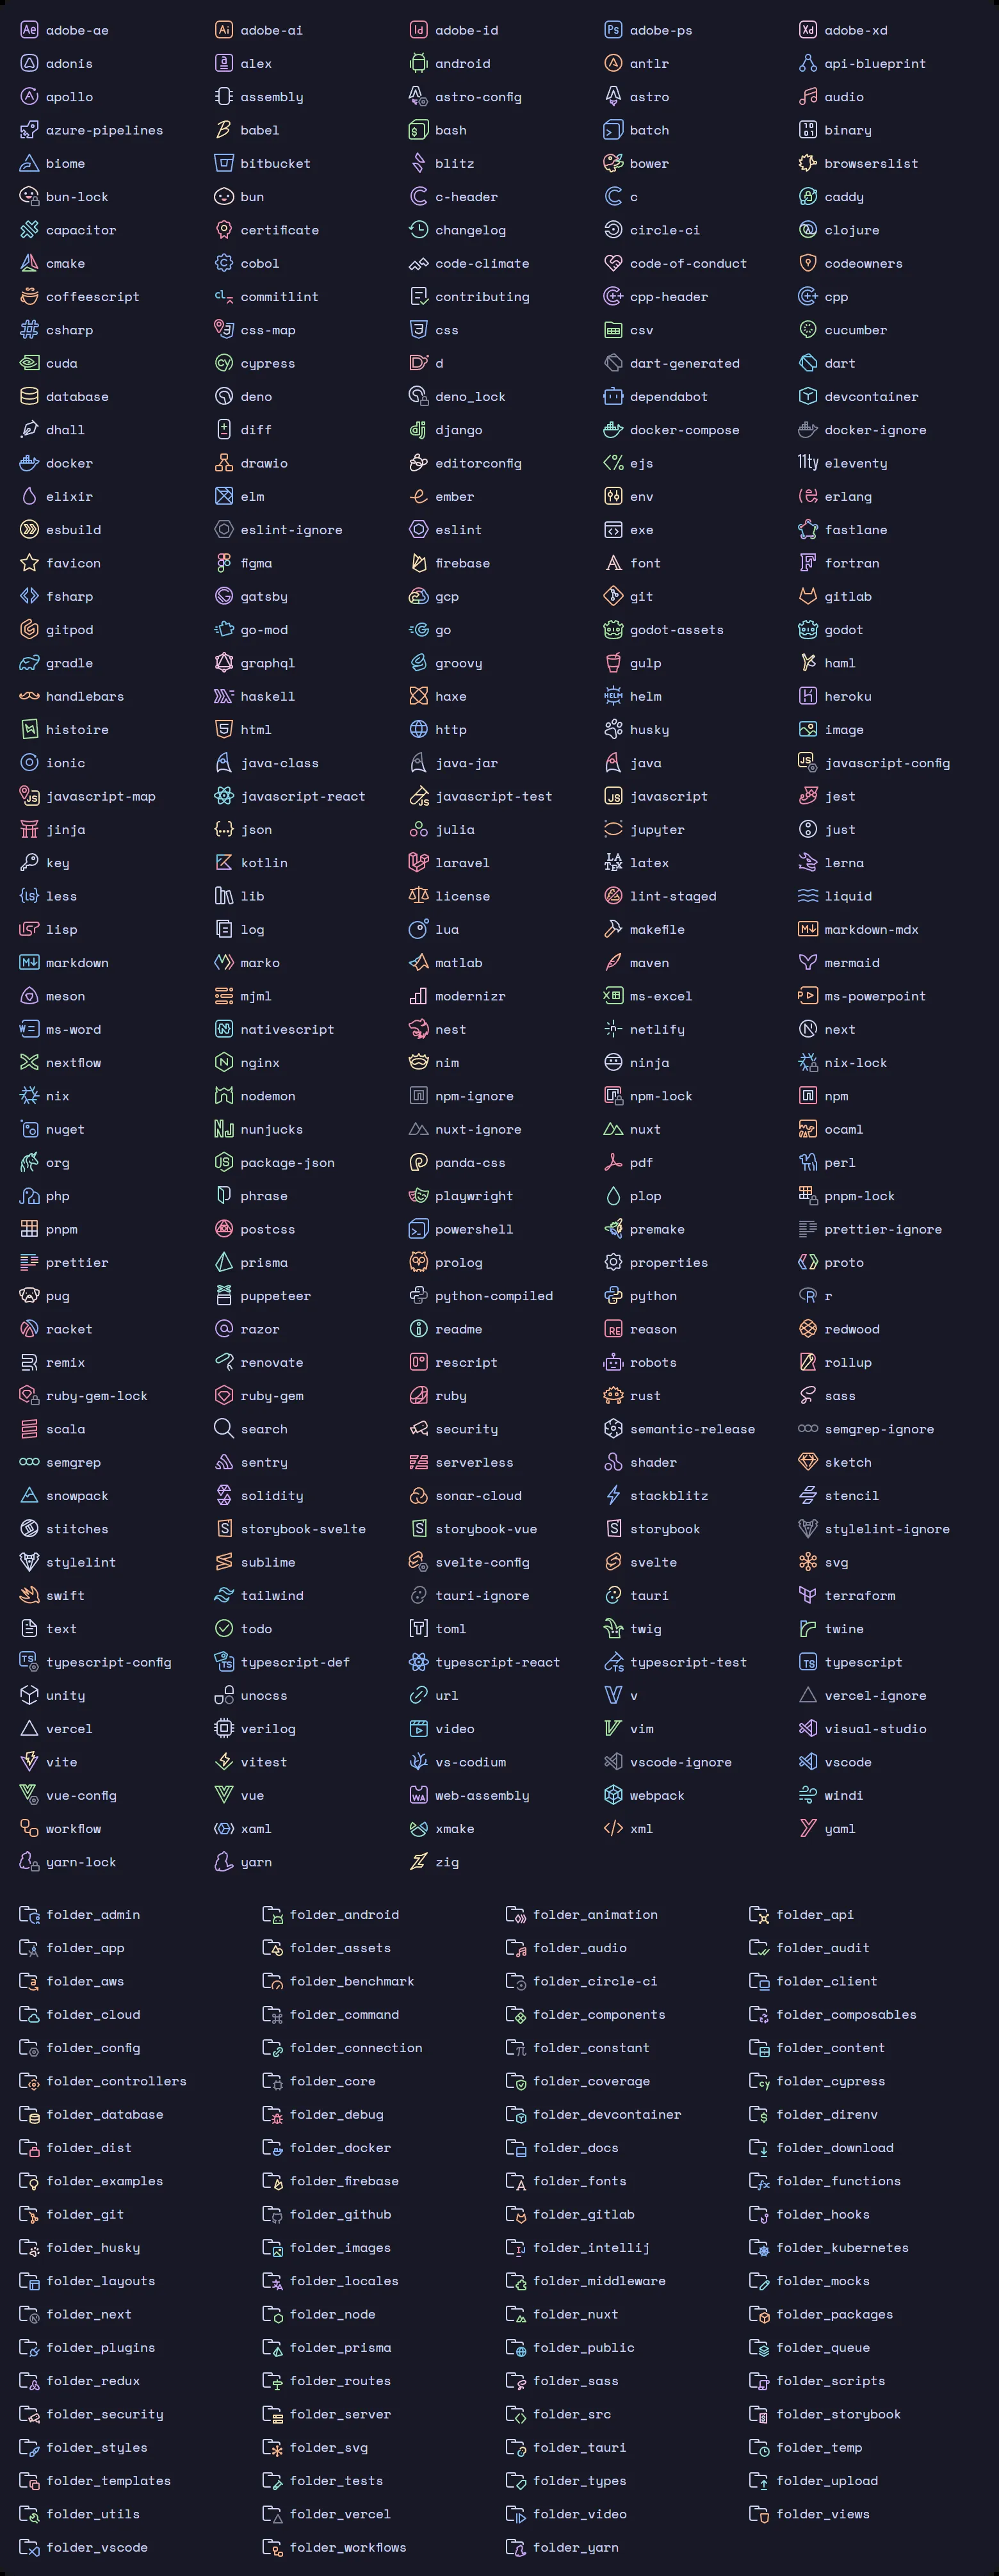 adobe-ae adobe-ai adobe-id adobe-ps adobe-xd
adonis alex android antlr api-blueprint
apollo assembly astro-config astro audio
azure-pipelines babel bash batch binary
biome bitbucket blitz bower browserslist
bun-lock bun c-header c caddy
capacitor certificate changelog circle-ci clojure
cmake cobol code-climate code-of-conduct codeowners
coffeescript commitlint contributing cpp-header cpp
csharp css-map css csv cucumber
cuda cypress d dart-generated dart
database deno deno_lock dependabot devcontainer
dhall diff django docker-compose docker-ignore
docker drawio editorconfig ejs eleventy
elixir elm ember env erlang
esbuild eslint-ignore eslint exe fastlane
favicon figma firebase font fortran
fsharp gatsby gcp git gitlab
gitpod go-mod go godot-assets godot
gradle graphql groovy gulp haml
handlebars haskell haxe helm heroku
histoire html http husky image
ionic java-class java-jar java javascript-config
javascript-map javascript-react javascript-test javascript jest
jinja json julia jupyter just
key kotlin laravel latex lerna
less lib license lint-staged liquid
lisp log lua makefile markdown-mdx
markdown marko matlab maven mermaid
meson mjml modernizr ms-excel ms-powerpoint
ms-word nativescript nest netlify next
nextflow nginx nim ninja nix-lock
nix nodemon npm-ignore npm-lock npm
nuget nunjucks nuxt-ignore nuxt ocaml
org package-json panda-css pdf perl
php phrase playwright plop pnpm-lock
pnpm postcss powershell premake prettier-ignore
prettier prisma prolog properties proto
pug puppeteer python-compiled python r
racket razor readme reason redwood
remix renovate rescript robots rollup
ruby-gem-lock ruby-gem ruby rust sass
scala search security semantic-release semgrep-ignore
semgrep sentry serverless shader sketch
snowpack solidity sonar-cloud stackblitz stencil
stitches storybook-svelte storybook-vue storybook stylelint-ignore
stylelint sublime svelte-config svelte svg
swift tailwind tauri-ignore tauri terraform
text todo toml twig twine
typescript-config typescript-def typescript-react typescript-test typescript
unity unocss url v vercel-ignore
vercel verilog video vim visual-studio
vite vitest vs-codium vscode-ignore vscode
vue-config vue web-assembly webpack windi
workflow xaml xmake xml yaml
yarn-lock yarn zig
folder_admin folder_android folder_animation folder_api
folder_app folder_assets folder_audio folder_audit
folder_aws folder_benchmark folder_circle-ci folder_client
folder_cloud folder_command folder_components folder_composables
folder_config folder_connection folder_constant folder_content
folder_controllers folder_core folder_coverage folder_cypress
folder_database folder_debug folder_devcontainer folder_direnv
folder_dist folder_docker folder_docs folder_download
folder_examples folder_firebase folder_fonts folder_functions
folder_git folder_github folder_gitlab folder_hooks
folder_husky folder_images folder_intellij folder_kubernetes
folder_layouts folder_locales folder_middleware folder_mocks
folder_next folder_node folder_nuxt folder_packages
folder_plugins folder_prisma folder_public folder_queue
folder_redux folder_routes folder_sass folder_scripts
folder_security folder_server folder_src folder_storybook
folder_styles folder_svg folder_tauri folder_temp
folder_templates folder_tests folder_types folder_upload
folder_utils folder_vercel folder_video folder_views
folder_vscode folder_workflows folder_yarn